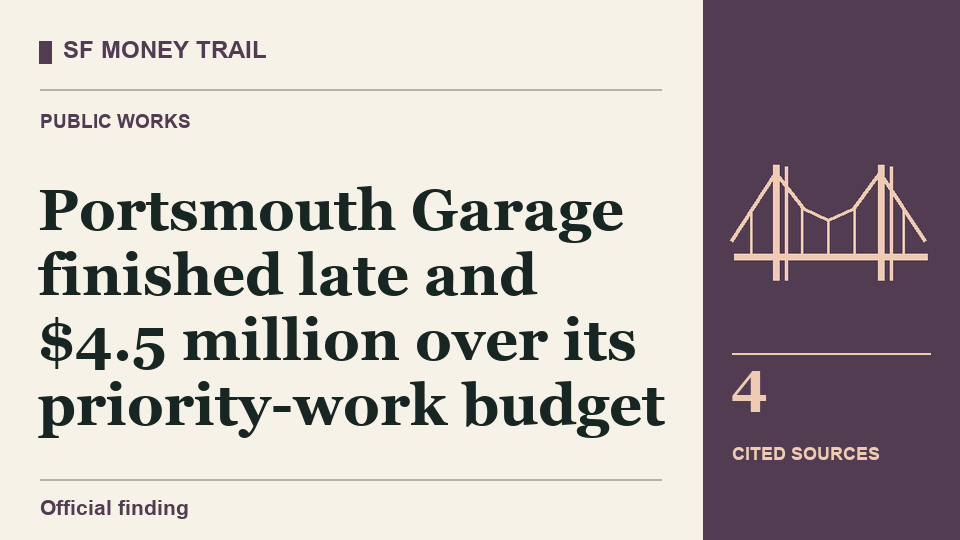 SF MONEY TRAIL
PUBLIC WORKS
Portsmouth Garage
finished late and
$4.5 million over its
priority-work budget
Official finding
4
CITED SOURCES